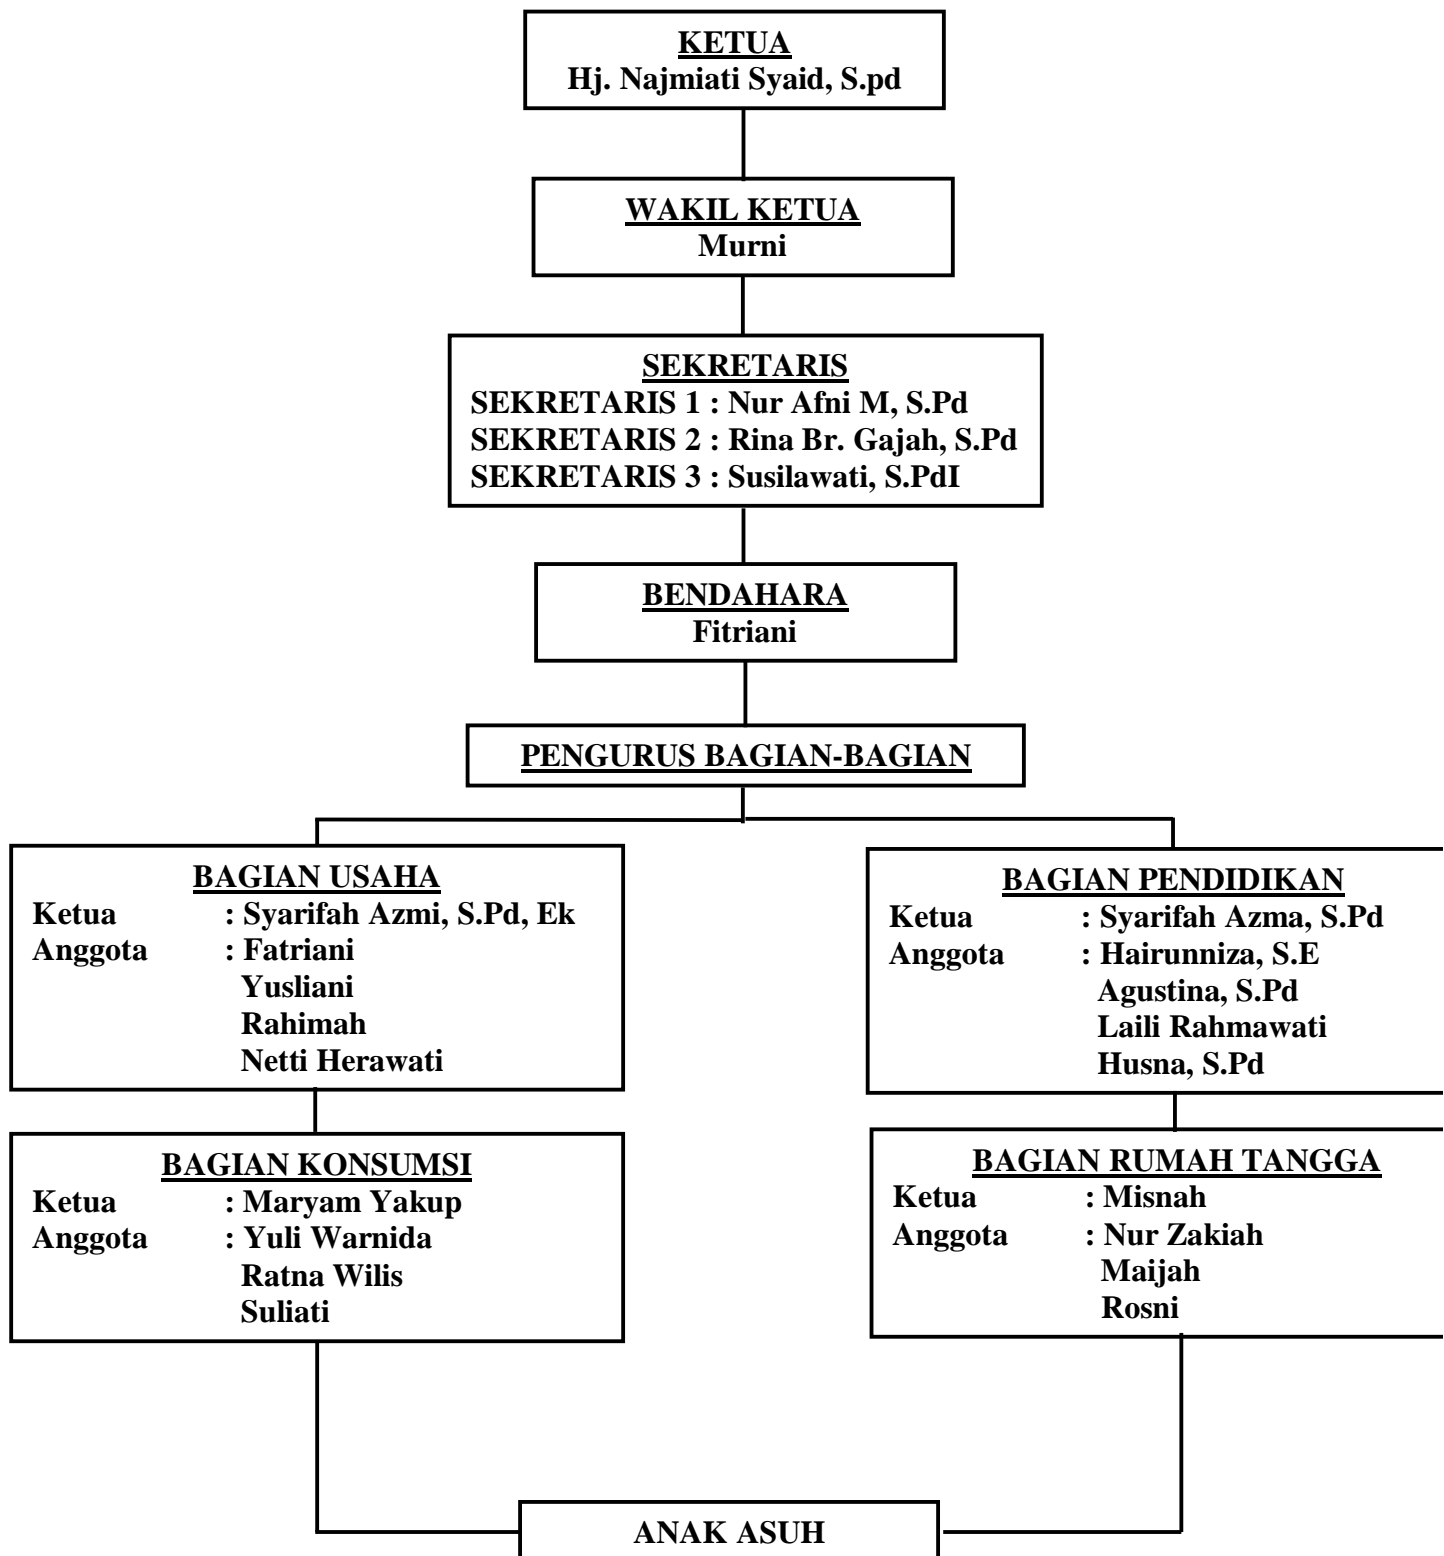 KETUA
Hj. Najmiati Syaid, S.pd
WAKIL KETUA
Murni
SEKRETARIS
SEKRETARIS 1 : Nur Afni M, S.Pd
SEKRETARIS 2 : Rina Br. Gajah, S.Pd
SEKRETARIS 3 : Susilawati, S.PdI
BENDAHARA
Fitriani
PENGURUS BAGIAN-BAGIAN
BAGIAN USAHA
Ketua : Syarifah Azmi, S.Pd, Ek
Anggota : Fatriani
Yusliani
Rahimah
Netti Herawati
BAGIAN PENDIDIKAN
Ketua : Syarifah Azma, S.Pd
Anggota : Hairunniza, S.E
Agustina, S.Pd
Laili Rahmawati
Husna, S.Pd
BAGIAN KONSUMSI
Ketua : Maryam Yakup
Anggota : Yuli Warnida
Ratna Wilis
Suliati
BAGIAN RUMAH TANGGA
Ketua : Misnah
Anggota : Nur Zakiah
Maijah
Rosni
ANAK ASUH